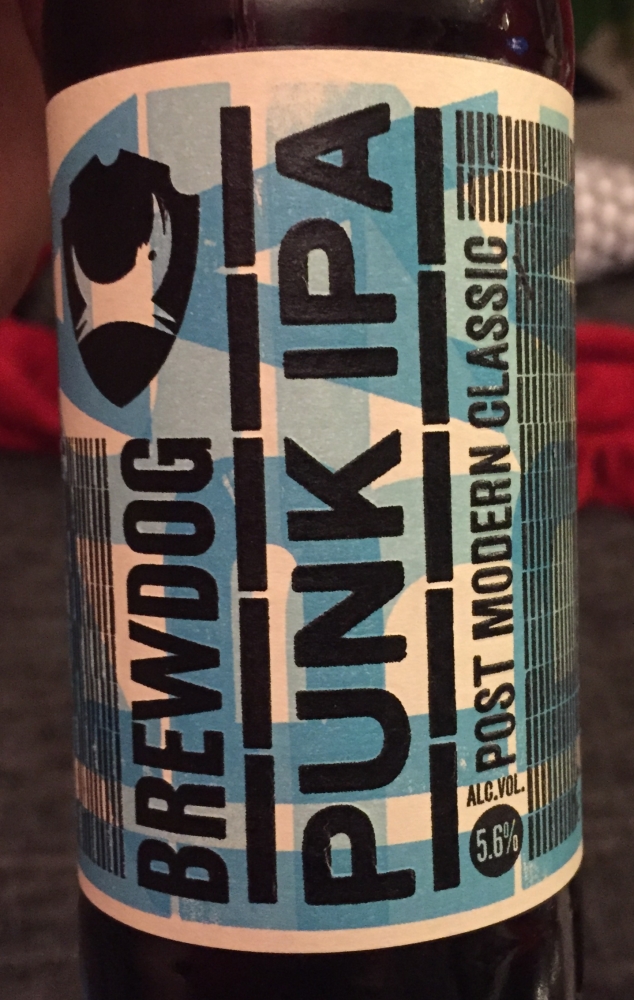 BREWDOG
PUNK IPA
POST MODERN CLASSIC
ALC.VOL.
5.6%